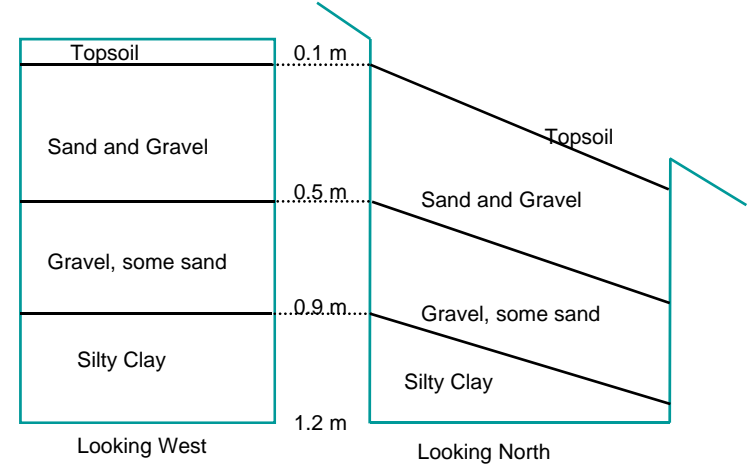 Topsoil
0.1 m
Topsoil
Sand and Gravel
0.5 m
Sand and Gravel
Gravel, some sand
0.9 m
Gravel, some sand
Silty Clay
Silty Clay
1.2 m
Looking West
Looking North